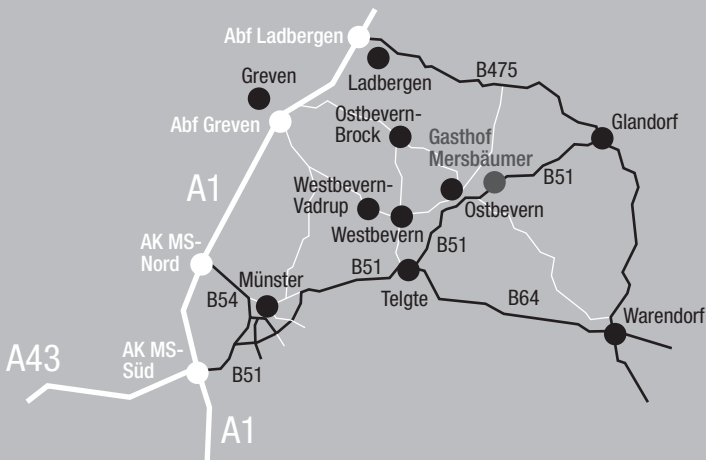 Abf Ladbergen
Greven
Ladbergen
B475
Abf Greven
Ostbevern-
Brock
Gasthof
Mersbäumer
Glandorf
B51
A1
Westbevern-
Vadrup
Ostbevern
Westbevern
AK MS-
Nord
B51
Münster
B51
B54
Telgte
B64
Warendorf
A43
AK MS-
Süd
B51
A1